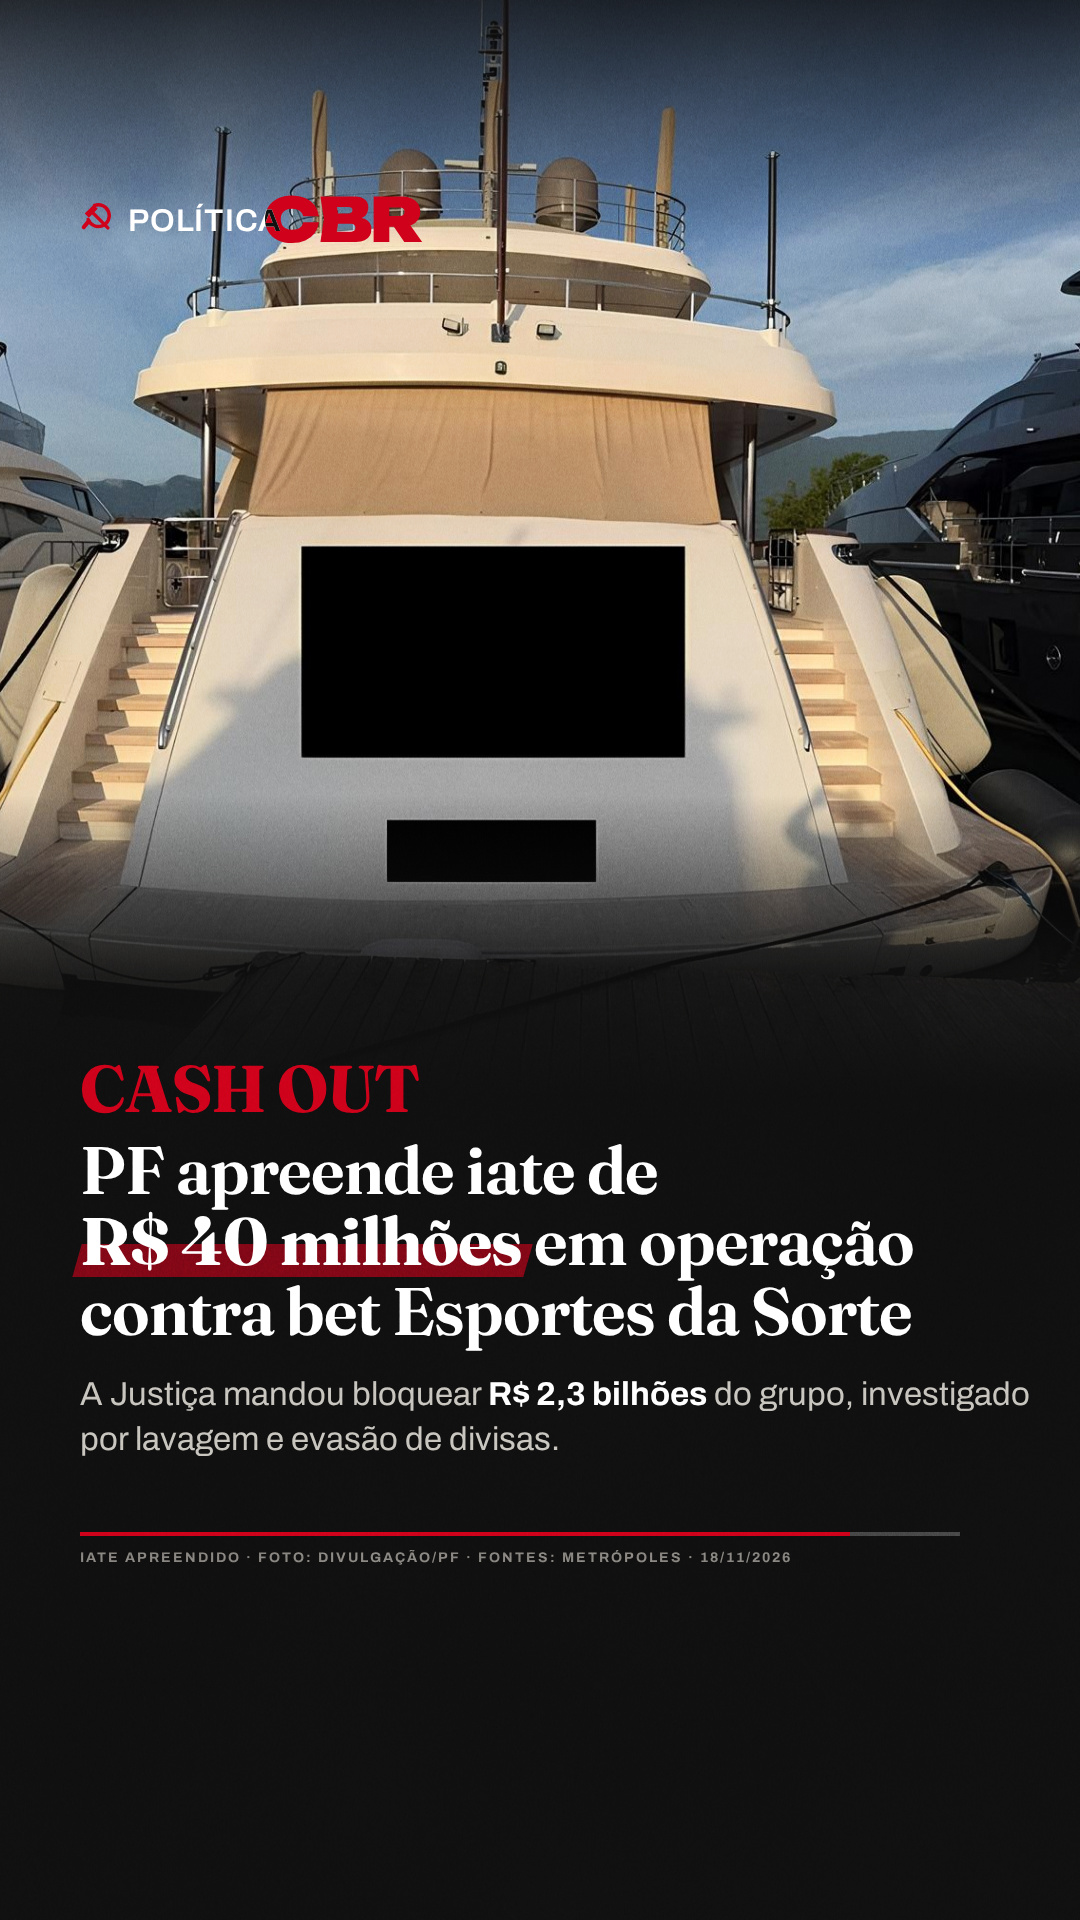 POLÍTICA CBR
CASH OUT
PF apreende iate de
R$ 40 milhões em operação
contra bet Esportes da Sorte
A Justiça mandou bloquear R$ 2,3 bilhões do grupo, investigado
por lavagem e evasão de divisas.
IATE APREENDIDO · FOTO: DIVULGAÇÃO/PF · FONTES: METRÓPOLES · 18/11/2026